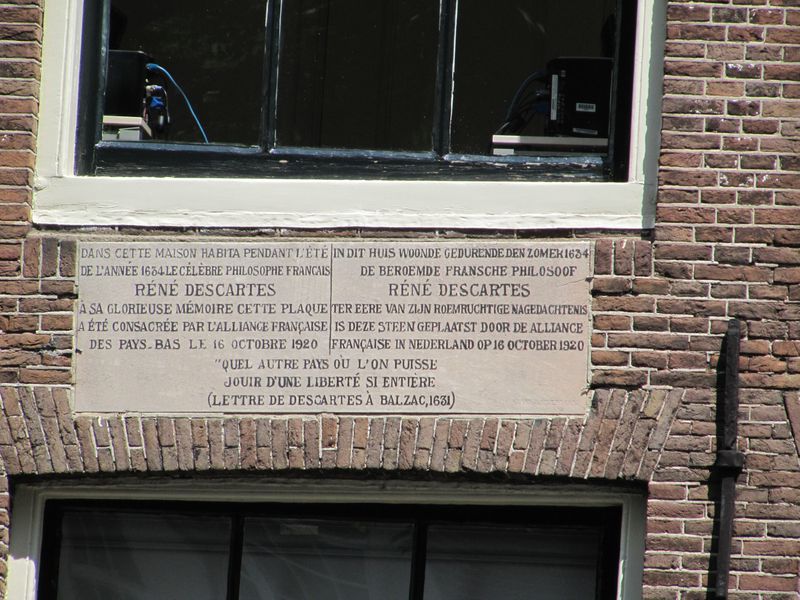 DANS CETTE MAISON HABITA PENDANT L'ÉTÉ
DE L'ANNÉE 1634 LE CÉLÈBRE PHILOSOPHE FRANÇAIS
RÉNÉ DESCARTES
À SA GLORIEUSE MÉMOIRE CETTE PLAQUE
A ÉTÉ CONSACRÉE PAR L'ALLIANCE FRANÇAISE
DES PAYS-BAS LE 16 OCTOBRE 1920
IN DIT HUIS WOONDE GEDURENDE DEN ZOMER 1634
DE BEROEMDE FRANSCHE PHILOSOOF
RÉNÉ DESCARTES
TER EERE VAN ZIJN ROEMRUCHTIGE NAGEDACHTENIS
IS DEZE STEEN GEPLAATST DOOR DE ALLIANCE
FRANÇAISE IN NEDERLAND OP 16 OCTOBER 1920
"QUEL AUTRE PAYS OÙ L'ON PUISSE
JOUIR D'UNE LIBERTÉ SI ENTIÈRE
(LETTRE DE DESCARTES À BALZAC, 1631)